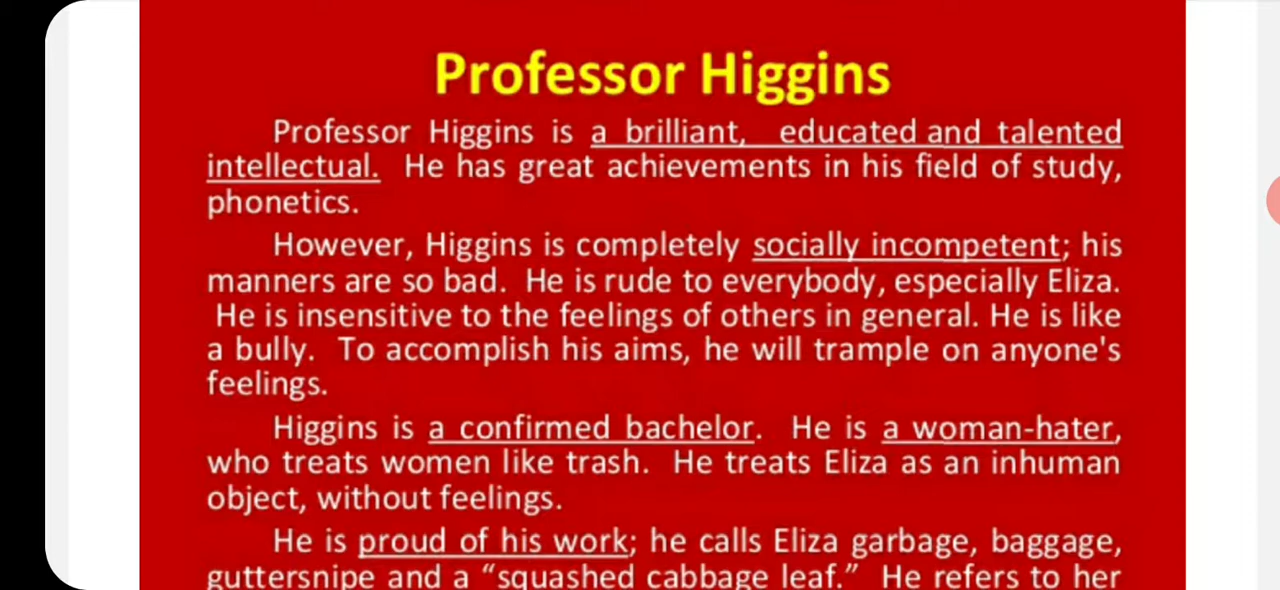 Professor Higgins
Professor Higgins is a brilliant, educated and talented
intellectual. He has great achievements in his field of study,
phonetics.
However, Higgins is completely socially incompetent; his
manners are so bad. He is rude to everybody, especially Eliza.
He is insensitive to the feelings of others in general. He is like
a bully. To accomplish his aims, he will trample on anyone's
feelings.
Higgins is a confirmed bachelor. He is a woman-hater,
who treats women like trash. He treats Eliza as an inhuman
object, without feelings.
He is proud of his work; he calls Eliza garbage, baggage,
guttersnipe and a “squashed cabbage leaf.” He refers to her